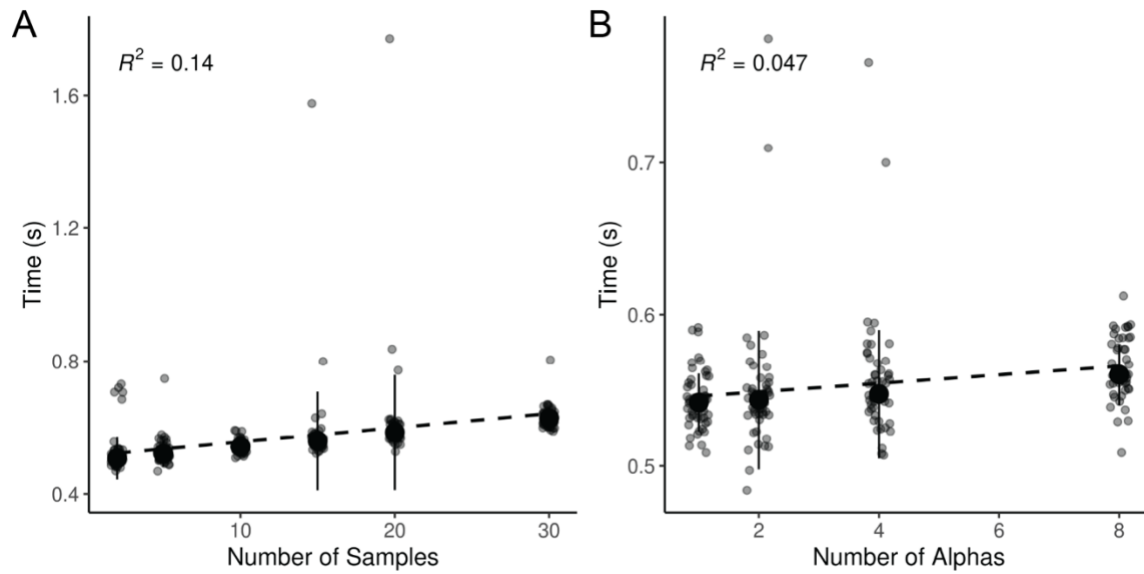 A
R² = 0.14
Time (s)
1.6
1.2
0.8
0.4
10
20
30
Number of Samples
B
R² = 0.047
Time (s)
0.7
0.6
0.5
2
4
6
8
Number of Alphas